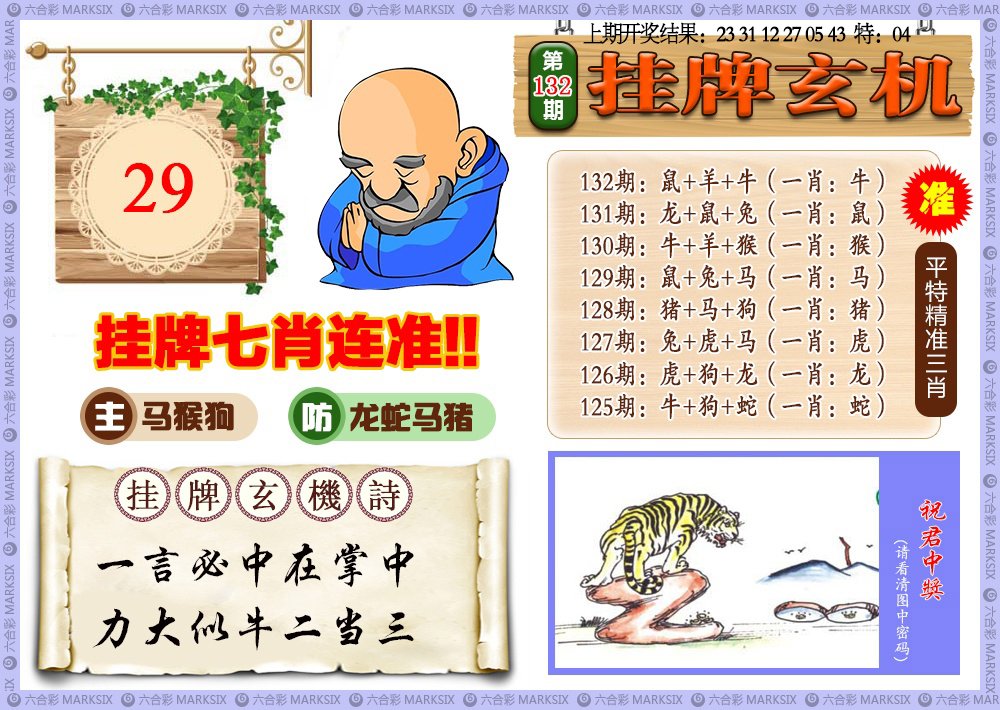 六合彩 MARKSIX
上期开奖结果：23 31 12 27 05 43 特：04
第132期
挂牌玄机
29
挂牌七肖连准!!
主 马猴狗
防 龙蛇马猪
挂牌玄機詩
一言必中在掌中
力大似牛二当三
132期：鼠+羊+牛（一肖：牛）
131期：龙+鼠+兔（一肖：鼠）
130期：牛+羊+猴（一肖：猴）
129期：鼠+兔+马（一肖：马）
128期：猪+马+狗（一肖：猪）
127期：兔+虎+马（一肖：虎）
126期：虎+狗+龙（一肖：龙）
125期：牛+狗+蛇（一肖：蛇）
准
平特精准三肖
祝君中獎
（请看清图中密码）